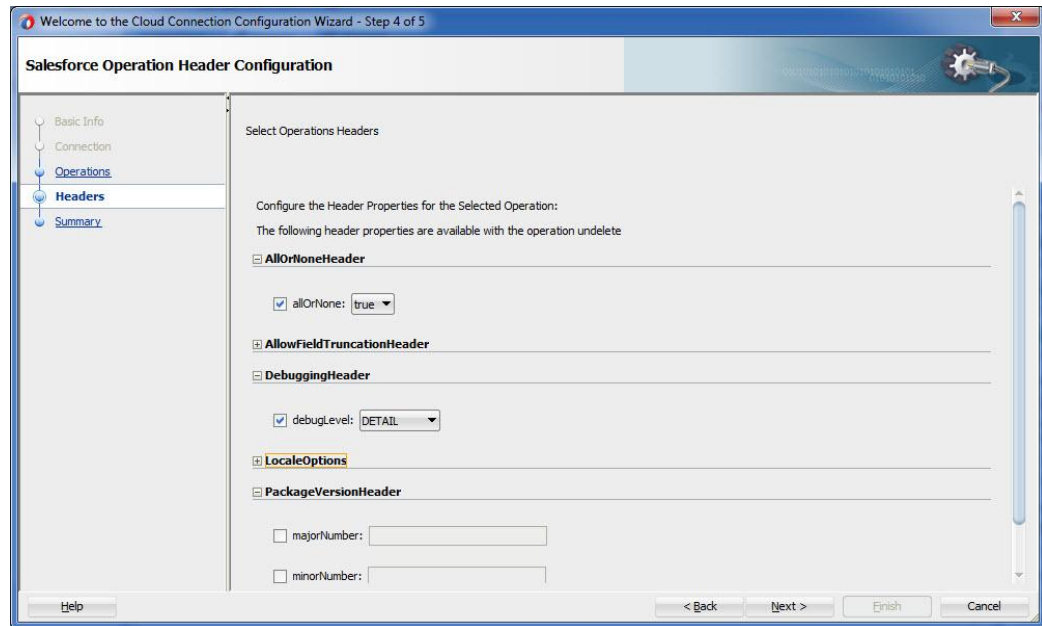 Welcome to the Cloud Connection Configuration Wizard - Step 4 of 5
Salesforce Operation Header Configuration
Basic Info
Connection
Operations
Headers
Summary
Select Operations Headers
Configure the Header Properties for the Selected Operation:
The following header properties are available with the operation undelete
AllOrNoneHeader
allOrNone: true
AllowFieldTruncationHeader
DebuggingHeader
debugLevel: DETAIL
LocaleOptions
PackageVersionHeader
majorNumber:
minorNumber:
Help
< Back
Next >
Finish
Cancel